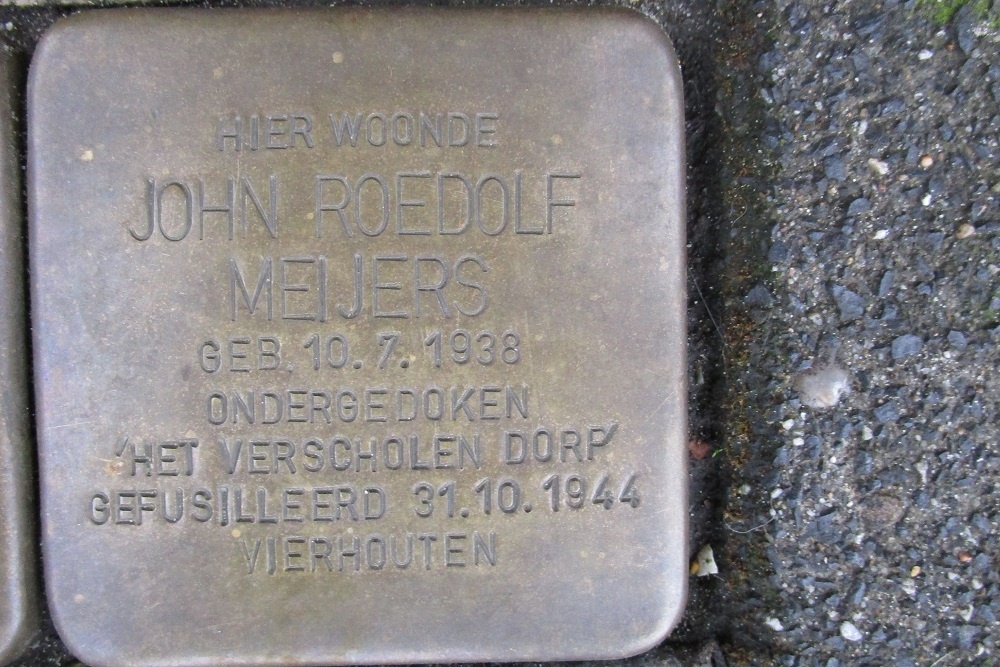 HIER WOONDE
JOHN ROEDOLF
MEIJERS
GEB. 10.7.1938
ONDERGEDOKEN
'HET VERSCHOLEN DORP'
GEFUSILLEERD 31.10.1944
VIERHOUTEN